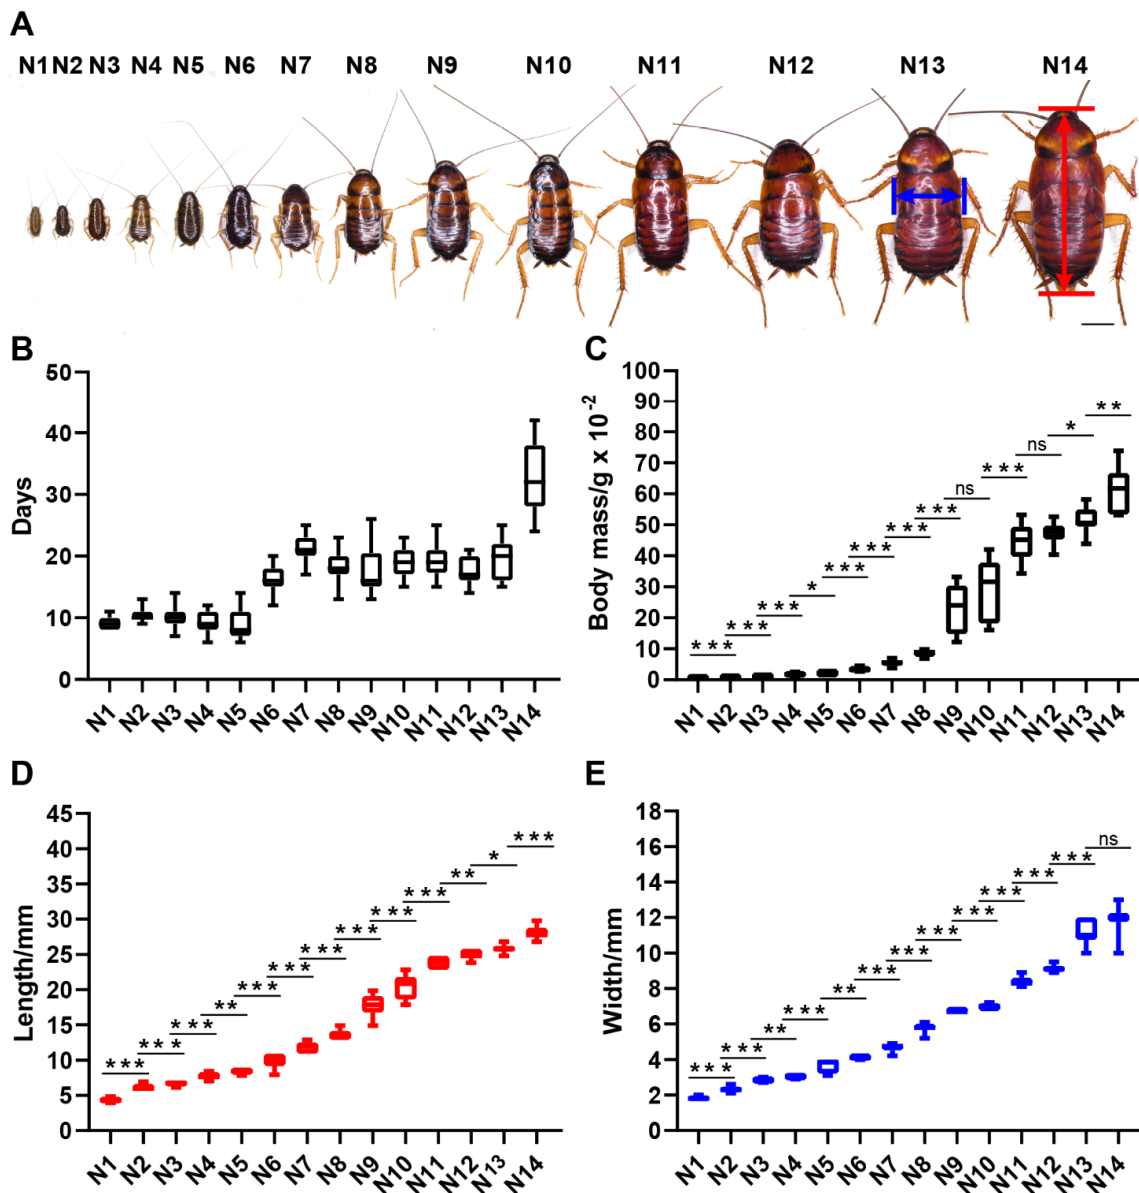 A
N1 N2 N3 N4 N5 N6 N7 N8 N9 N10 N11 N12 N13 N14
B
Days
50
40
30
20
10
0
N1 N2 N3 N4 N5 N6 N7 N8 N9 N10 N11 N12 N13 N14
C
Body mass/g x 10⁻²
100
90
80
70
60
50
40
30
20
10
0
*** *** *** *** * *** *** *** *** ns *** ns * **
N1 N2 N3 N4 N5 N6 N7 N8 N9 N10 N11 N12 N13 N14
D
Length/mm
45
40
35
30
25
20
15
10
5
0
*** *** *** ** *** *** *** *** *** *** ** * ***
N1 N2 N3 N4 N5 N6 N7 N8 N9 N10 N11 N12 N13 N14
E
Width/mm
18
16
14
12
10
8
6
4
2
0
*** *** ** *** ** *** *** *** *** *** *** *** ns
N1 N2 N3 N4 N5 N6 N7 N8 N9 N10 N11 N12 N13 N14